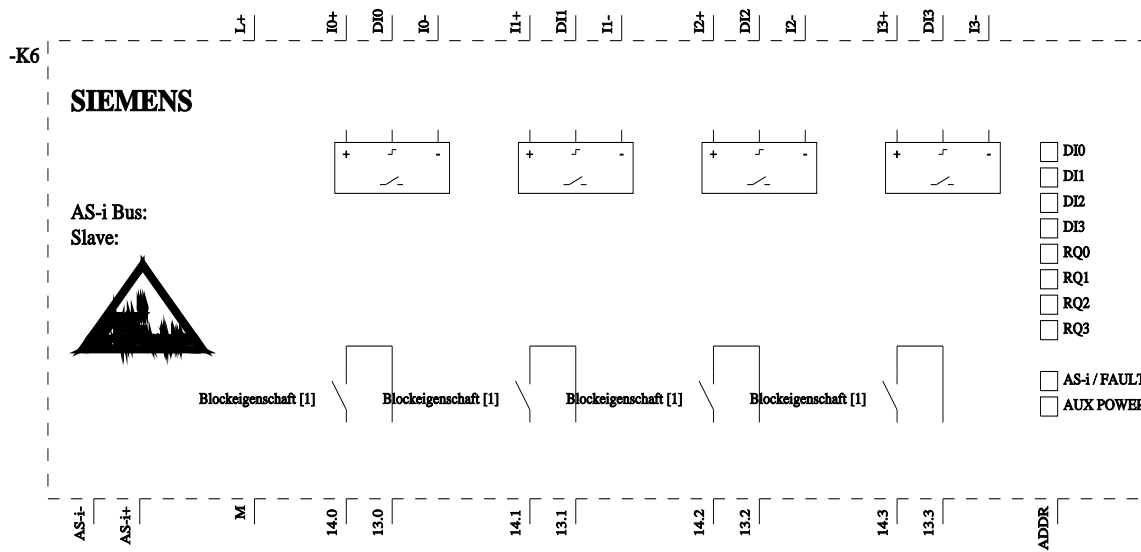 L+ I0+ DI0 I0- I1+ DI1 I1- I2+ DI2 I2- I3+ DI3 I3-
-K6
SIEMENS
+ - + - + - + -
DI0
DI1
DI2
DI3
RQ0
RQ1
RQ2
RQ3
AS-i Bus:
Slave:
AS-i / FAULT
AUX POWER
Blockeigenschaft [1] Blockeigenschaft [1] Blockeigenschaft [1] Blockeigenschaft [1]
AS-i- AS-i+ M 14.0 13.0 14.1 13.1 14.2 13.2 14.3 13.3 ADDR